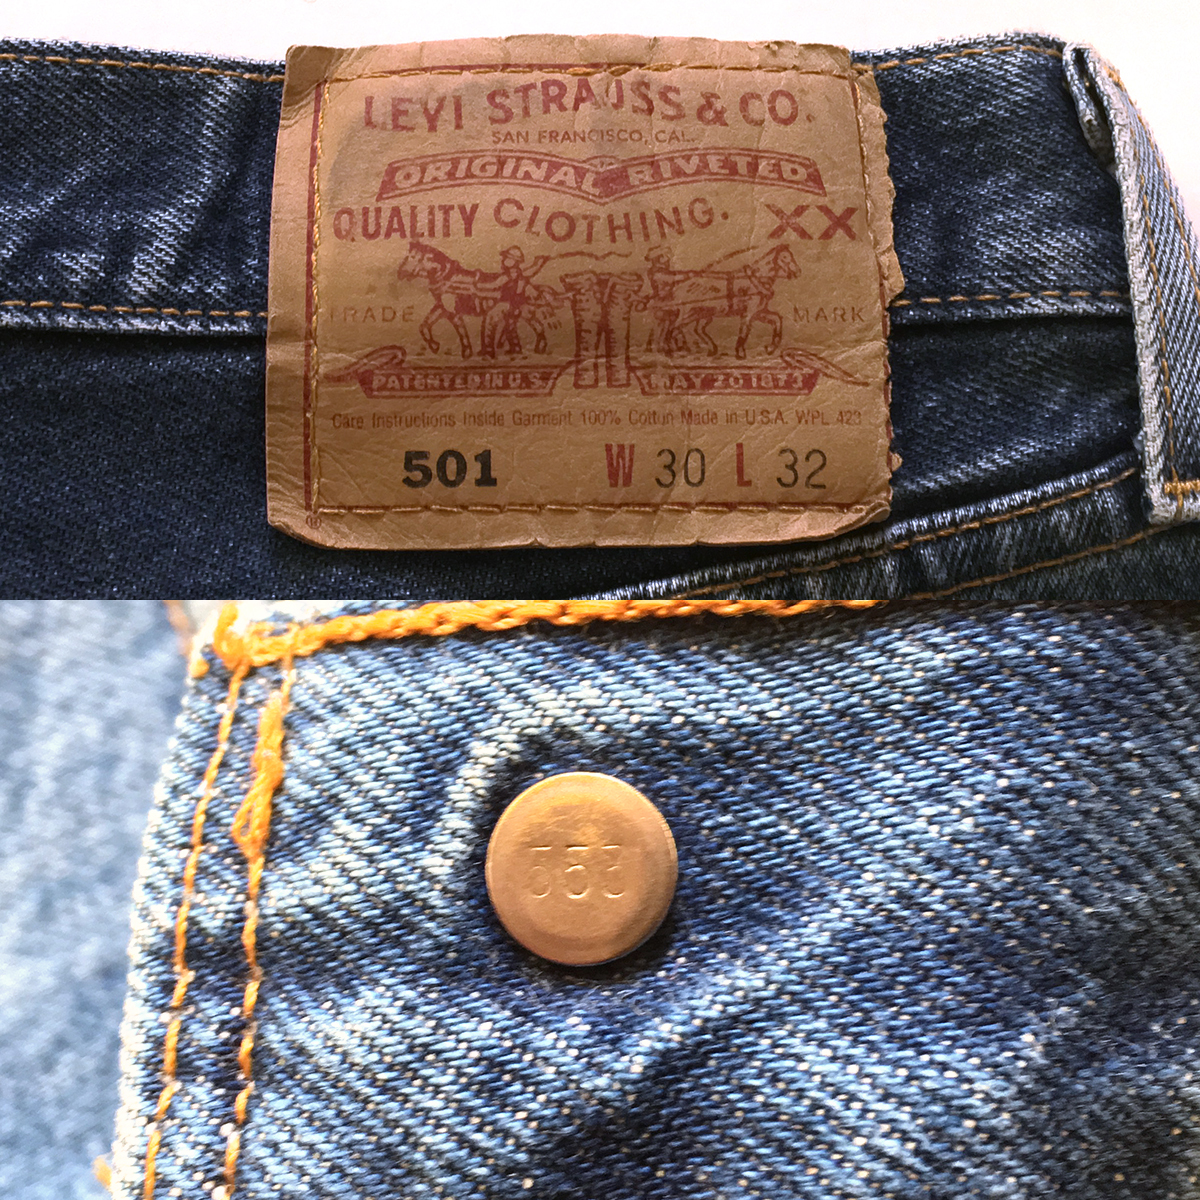 LEVI STRAUSS & CO.
SAN FRANCISCO, CAL.
ORIGINAL RIVETED
QUALITY CLOTHING. XX
TRADE MARK
PATENTED IN U.S. MAY 20 1873
Care Instructions Inside Garment 100% Cotton Made in U.S.A. WPL 423
501 W 30 L 32
®
555